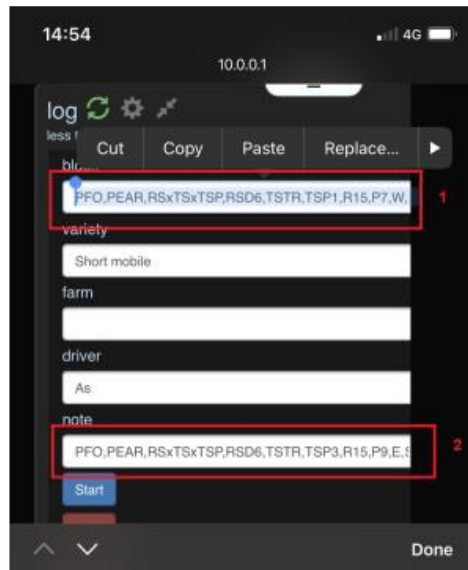 14:54
4G
10.0.0.1
log
less
Cut Copy Paste Replace... ▶
PFO,PEAR,RSxTSxTSP,RSD6,TSTR,TSP1,R15,P7,W,
1
variety
Short mobile
farm
driver
As
note
PFO,PEAR,RSxTSxTSP,RSD6,TSTR,TSP3,R15,P9,E,
2
Start
Done